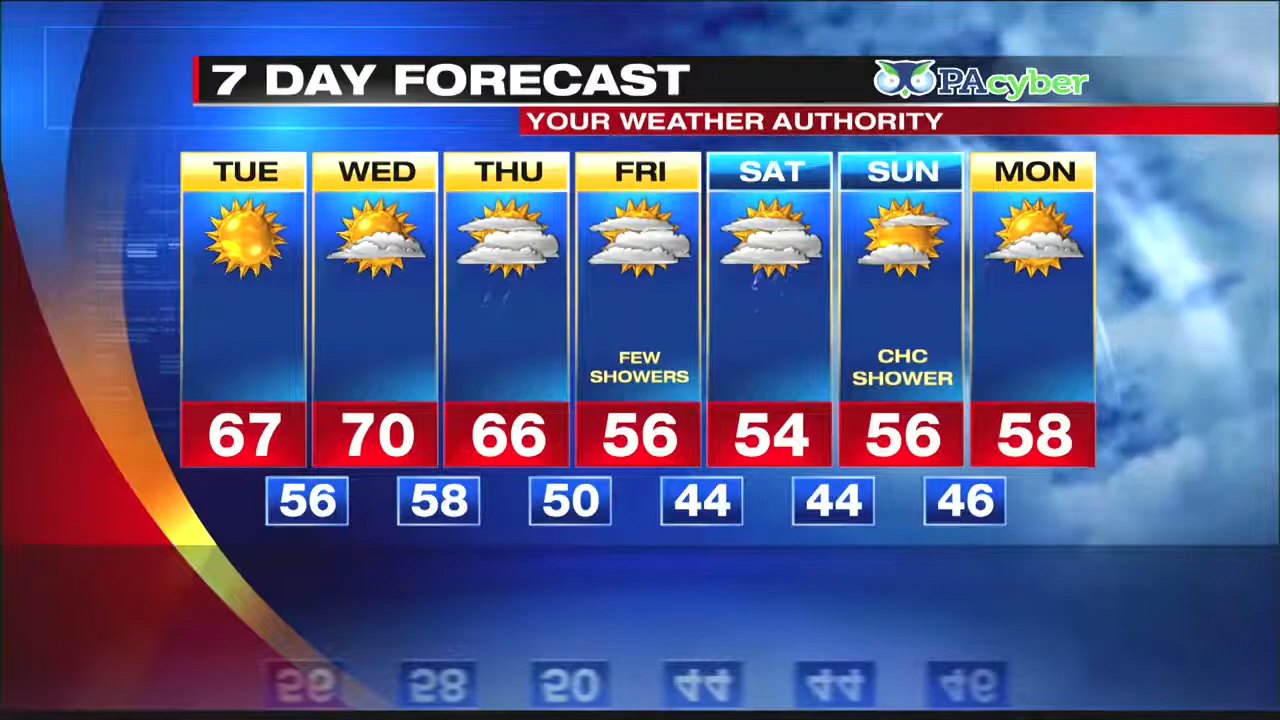 7 DAY FORECAST
PAcyber
YOUR WEATHER AUTHORITY
TUE WED THU FRI SAT SUN MON
FEW SHOWERS
CHC SHOWER
67 70 66 56 54 56 58
56 58 50 44 44 46